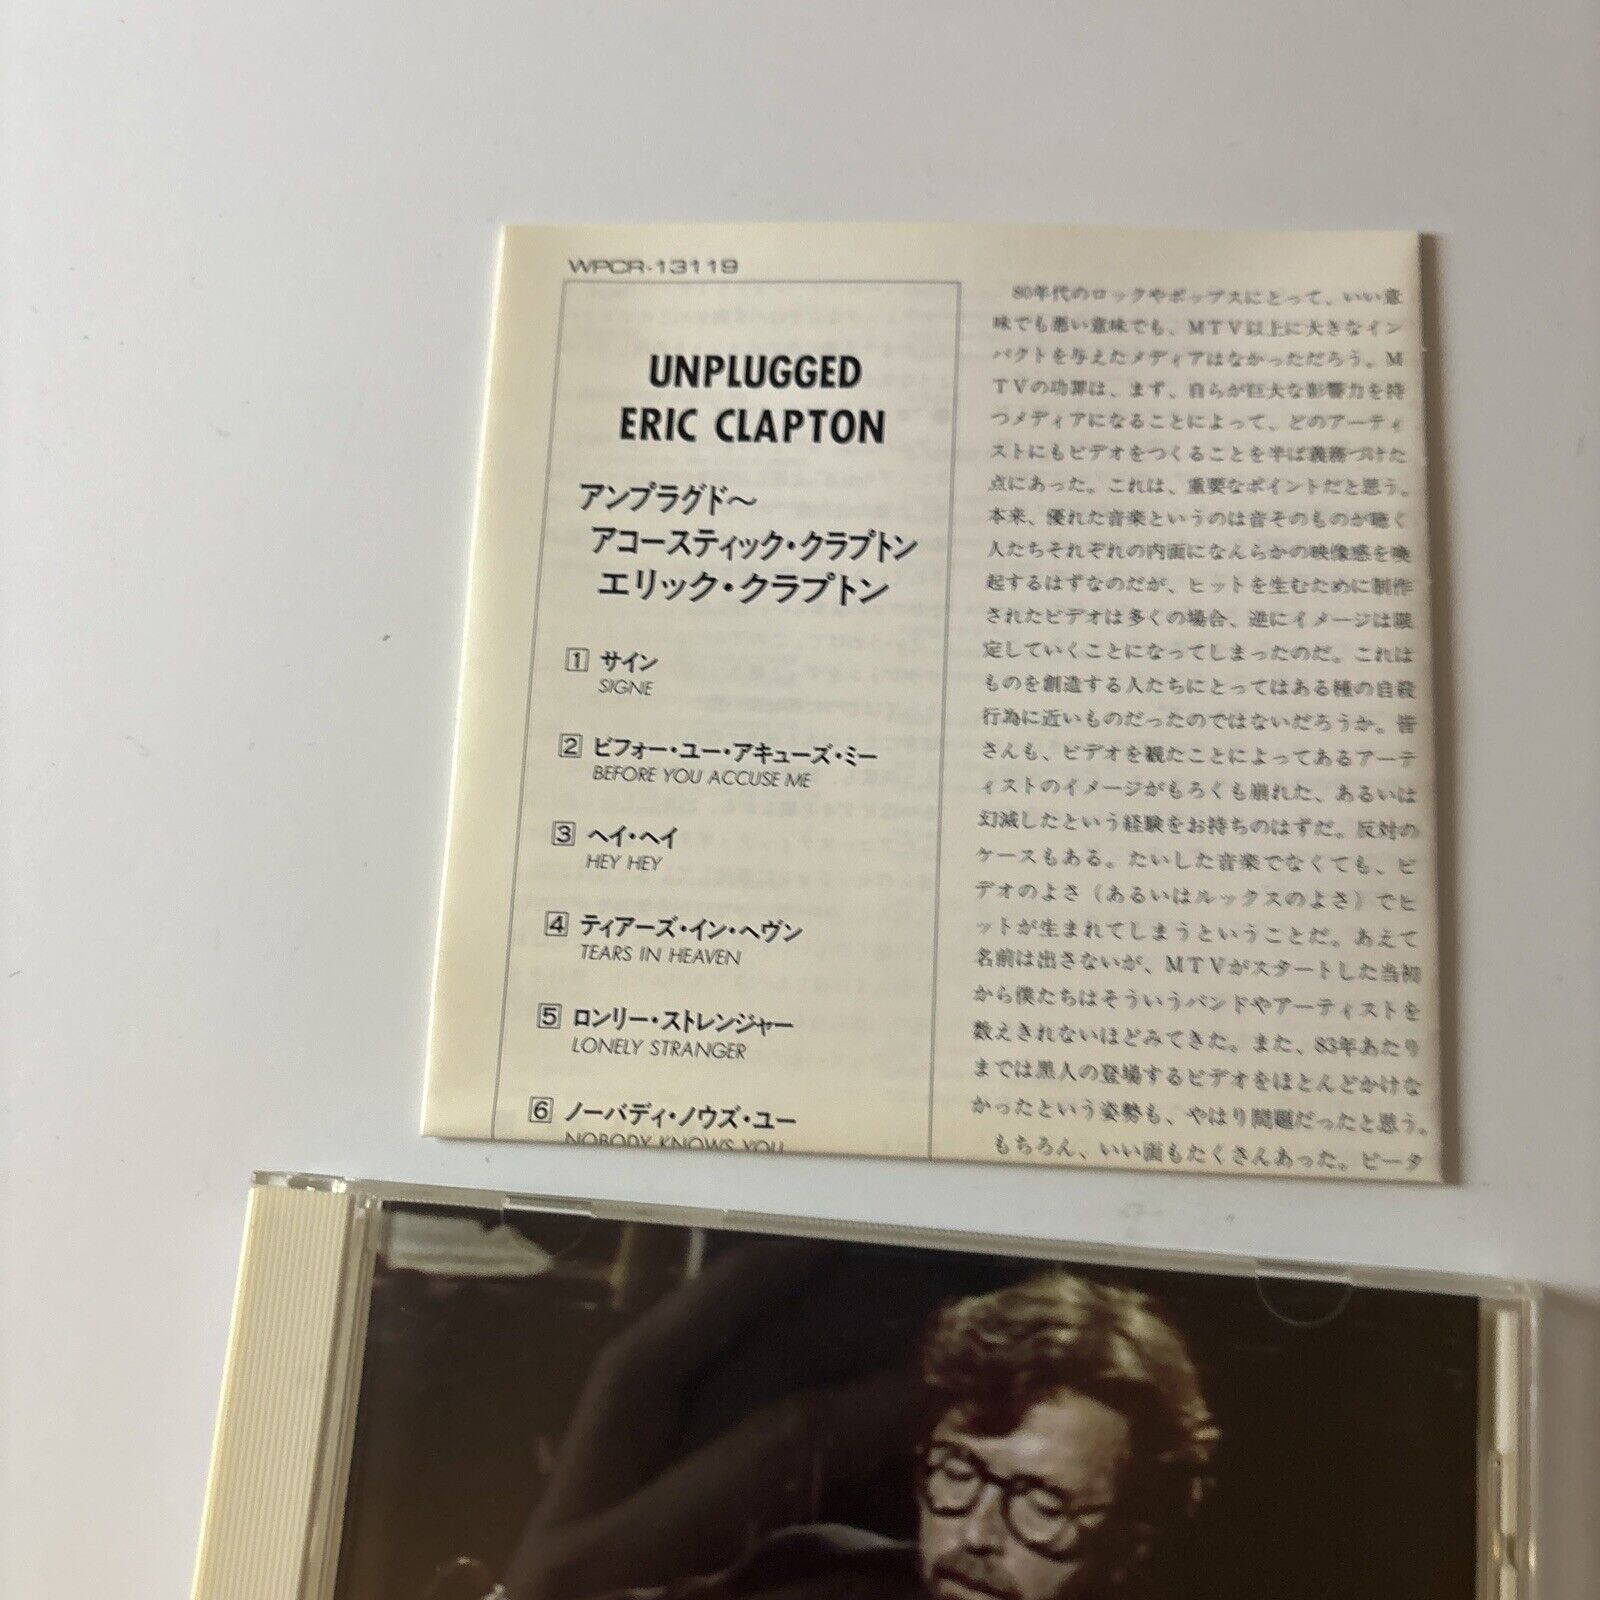 WPCR-13119
UNPLUGGED
ERIC CLAPTON
アンプラグド〜
アコースティック・クラプトン
エリック・クラプトン
1 サイン
SIGNE
2 ビフォー・ユー・アキューズ・ミー
BEFORE YOU ACCUSE ME
3 ヘイ・ヘイ
HEY HEY
4 ティアーズ・イン・ヘヴン
TEARS IN HEAVEN
5 ロンリー・ストレンジャー
LONELY STRANGER
6 ノーバディ・ノウズ・ユー
NOBODY KNOWS YOU
80年代のロックやポップスにとって、いい意
味でも悪い意味でも、MTV以上に大きなイン
パクトを与えたメディアはなかっただろう。M
TVの功罪は、まず、自らが巨大な影響力を持
つメディアになることによって、どのアーティ
ストにもビデオをつくることを半ば義務づけた
点にあった。これは、重要なポイントだと思う。
本来、優れた音楽というのは音そのものが聴く
人たちそれぞれの内面になんらかの映像感を喚
起するはずなのだが、ヒットを生むために制作
されたビデオは多くの場合、逆にイメージは限
定していくことになってしまったのだ。これは
ものを創造する人たちにとってはある種の自殺
行為に近いものだったのではないだろうか。皆
さんも、ビデオを観たことによってあるアーテ
ィストのイメージがもろくも崩れた、あるいは
幻滅したという経験をお持ちのはずだ。反対の
ケースもある。たいした音楽でなくても、ビ
デオのよさ（あるいはルックスのよさ）でヒ
ットが生まれてしまうということだ。あえて
名前は出さないが、MTVがスタートした当初
から僕たちはそういうバンドやアーティストを
数えきれないほどみてきた。また、83年あたり
までは黒人の登場するビデオをほとんどかけな
かったという姿勢も、やはり問題だったと思う。
もちろん、いい面もたくさんあった。ピータ